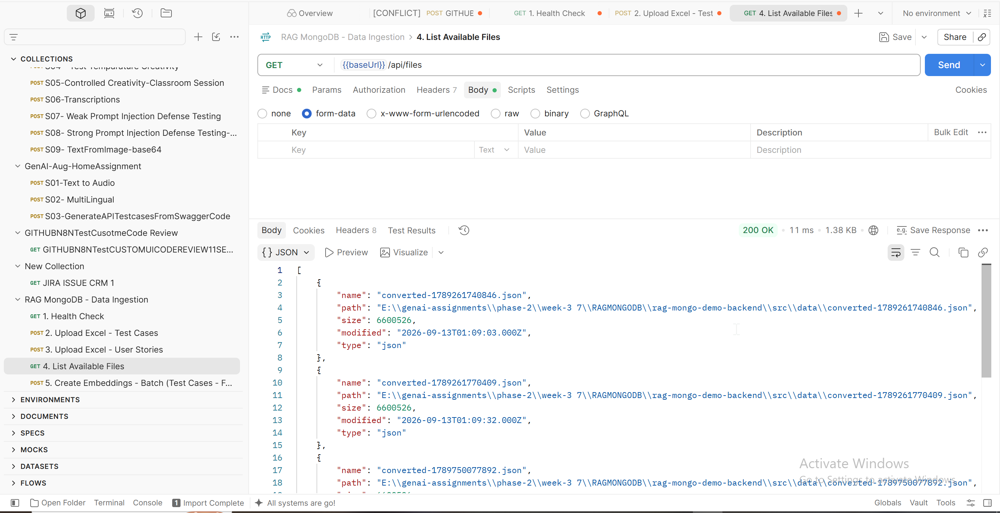 Overview
[CONFLICT] POST GITHUB
GET 1. Health Check
POST 2. Upload Excel - Test
GET 4. List Available Files
No environment
HTTP RAG MongoDB - Data Ingestion > 4. List Available Files
Save
Share
COLLECTIONS
POST S05-Controlled Creativity-Classroom Session
POST S06-Transcriptions
POST S07- Weak Prompt Injection Defense Testing
POST S08- Strong Prompt Injection Defense Testing-...
POST S09- TextFromImage-base64
GenAI-Aug-HomeAssignment
POST S01-Text to Audio
POST S02- MultiLingual
POST S03-GenerateAPITestcasesFromSwaggerCode
GITHUBN8NTestCusotmeCode Review
GET GITHUBN8NTestCUSTOMUICODEREVIEW11SE...
New Collection
GET JIRA ISSUE CRM 1
RAG MongoDB - Data Ingestion
GET 1. Health Check
POST 2. Upload Excel - Test Cases
POST 3. Upload Excel - User Stories
GET 4. List Available Files
POST 5. Create Embeddings - Batch (Test Cases - F...
ENVIRONMENTS
DOCUMENTS
SPECS
MOCKS
DATASETS
FLOWS
GET {{baseUrl}}/api/files
Send
Docs Params Authorization Headers 7 Body Scripts Settings
Cookies
none form-data x-www-form-urlencoded raw binary GraphQL
Key Value Description Bulk Edit
Key Text Value Description
Body Cookies Headers 8 Test Results
200 OK 11 ms 1.38 KB e.g. Save Response
{} JSON Preview Visualize
1 [
2 {
3 "name": "converted-1789261740846.json",
4 "path": "E:\\genai-assignments\\phase-2\\week-3 7\\RAGMONGODB\\rag-mongo-demo-backend\\src\\data\\converted-1789261740846.json",
5 "size": 6600526,
6 "modified": "2026-09-13T01:09:03.000Z",
7 "type": "json"
8 },
9 {
10 "name": "converted-1789261770409.json",
11 "path": "E:\\genai-assignments\\phase-2\\week-3 7\\RAGMONGODB\\rag-mongo-demo-backend\\src\\data\\converted-1789261770409.json",
12 "size": 6600526,
13 "modified": "2026-09-13T01:09:32.000Z",
14 "type": "json"
15 },
16 {
17 "name": "converted-1789750077892.json",
18 "path": "E:\\genai-assignments\\phase-2\\week-3 7\\RAGMONGODB\\rag-mongo-demo-backend\\src\\data\\converted-1789750077892.json",
Activate Windows
Go to Settings to activate Windows.
Open Folder Terminal Console 1 Import Complete All systems are go!
Globals Vault Tools